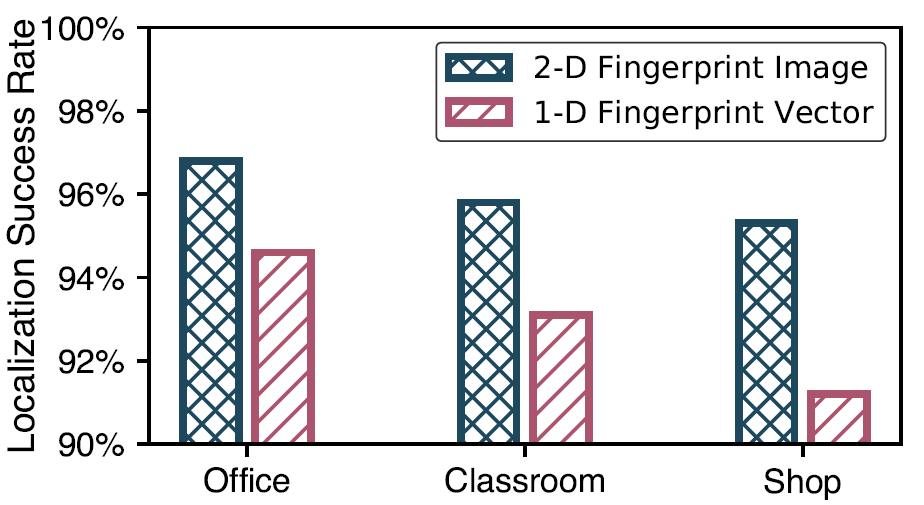 Localization Success Rate
100%
98%
96%
94%
92%
90%
2-D Fingerprint Image
1-D Fingerprint Vector
Office
Classroom
Shop